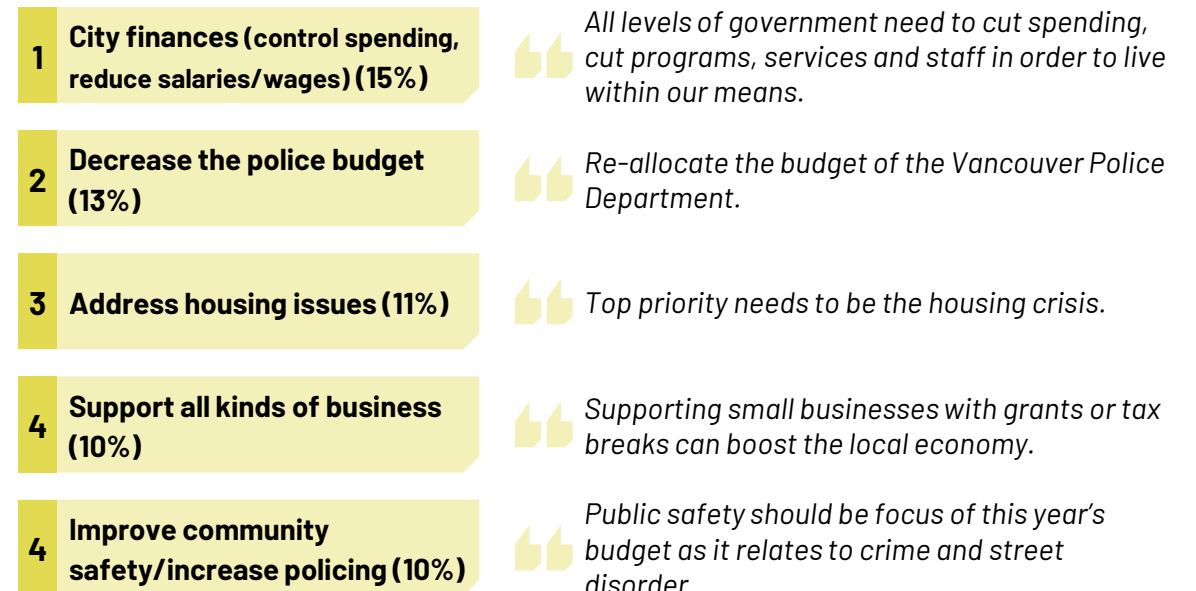 1
City finances (control spending,
reduce salaries/wages) (15%)
All levels of government need to cut spending,
cut programs, services and staff in order to live
within our means.
2
Decrease the police budget
(13%)
Re-allocate the budget of the Vancouver Police
Department.
3
Address housing issues (11%)
Top priority needs to be the housing crisis.
4
Support all kinds of business
(10%)
Supporting small businesses with grants or tax
breaks can boost the local economy.
4
Improve community
safety/increase policing (10%)
Public safety should be focus of this year's
budget as it relates to crime and street
disorder